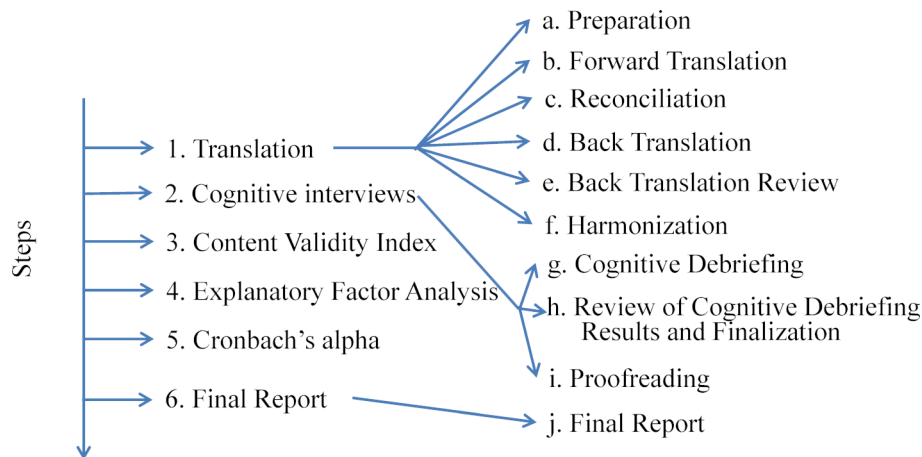 Steps
1. Translation
2. Cognitive interviews
3. Content Validity Index
4. Explanatory Factor Analysis
5. Cronbach's alpha
6. Final Report
a. Preparation
b. Forward Translation
c. Reconciliation
d. Back Translation
e. Back Translation Review
f. Harmonization
g. Cognitive Debriefing
h. Review of Cognitive Debriefing
Results and Finalization
i. Proofreading
j. Final Report